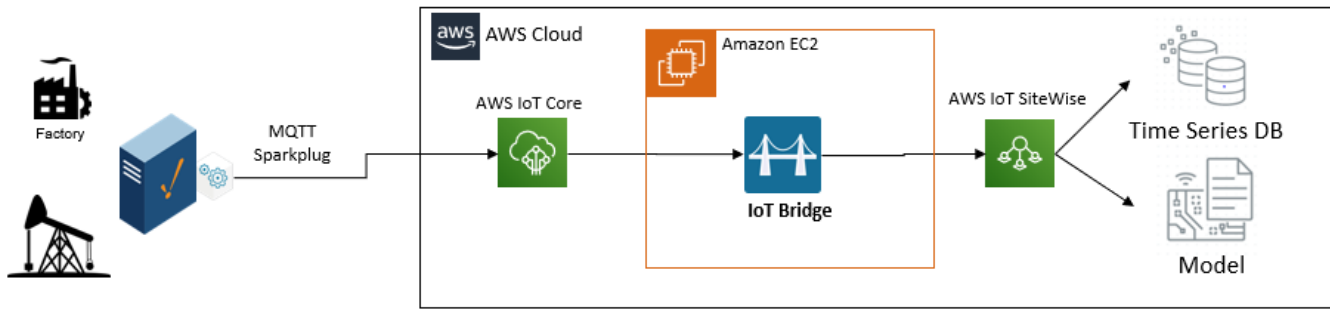 Factory
MQTT
Sparkplug
aws
AWS Cloud
AWS IoT Core
Amazon EC2
IoT Bridge
AWS IoT SiteWise
Time Series DB
Model